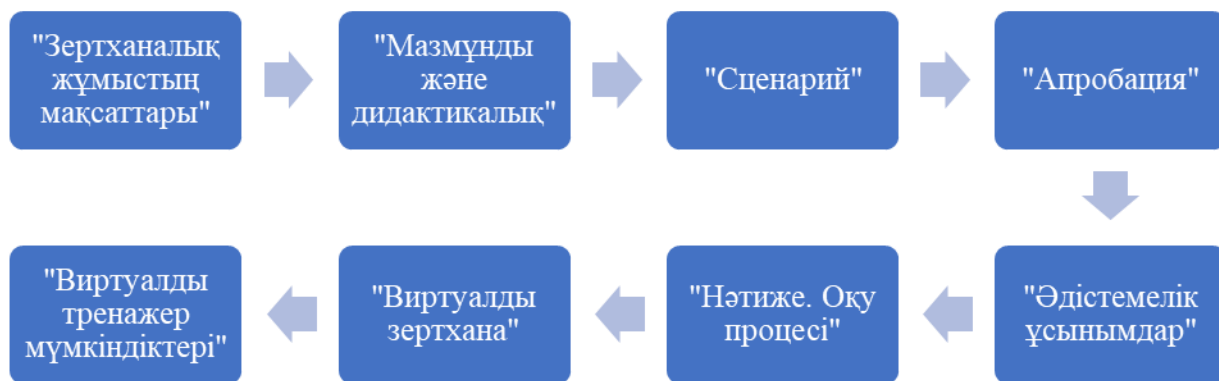 "Зертханалық
жұмыстың
мақсаттары"
"Мазмұнды
және
дидактикалық"
"Сценарий"
"Апробация"
"Әдістемелік
ұсынымдар"
"Нәтиже. Оқу
процесі"
"Виртуалды
зертхана"
"Виртуалды
тренажер
мүмкіндіктері"